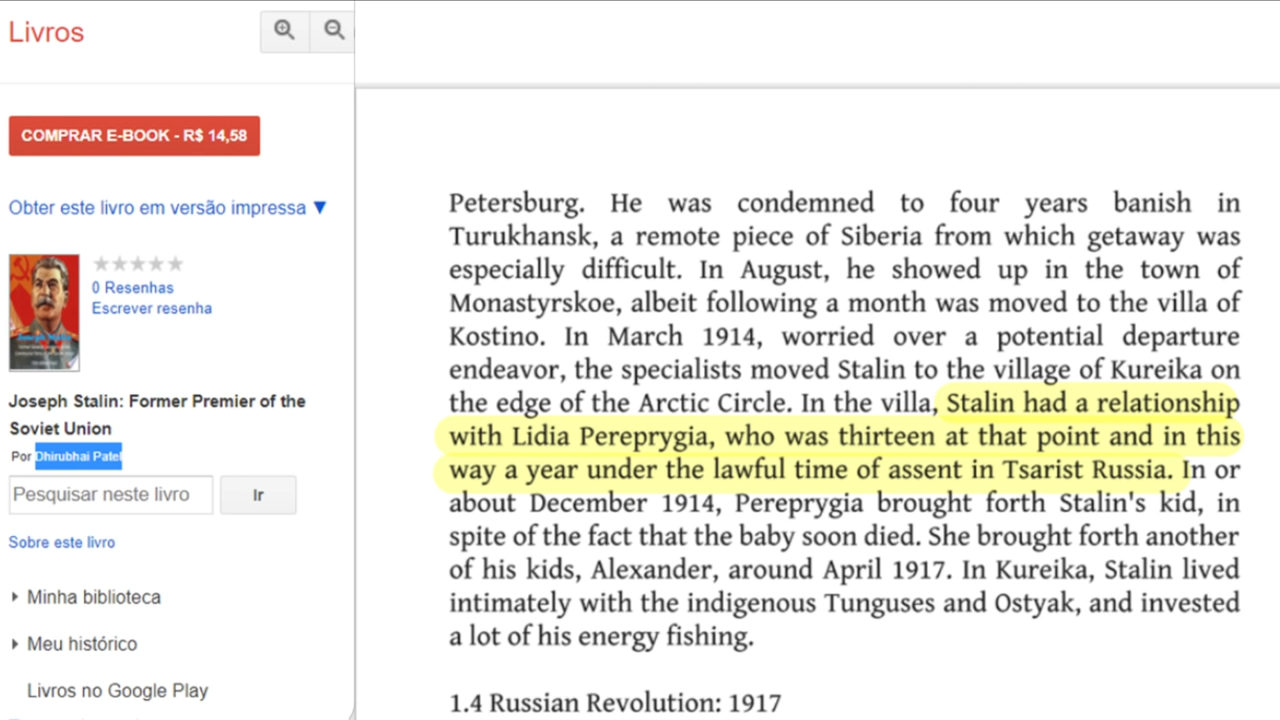 Livros
COMPRAR E-BOOK - R$ 14,58
Obter este livro em versão impressa ▼
0 Resenhas
Escrever resenha
Joseph Stalin: Former Premier of the
Soviet Union
Por Dhirubhai Patel
Pesquisar neste livro
Ir
Sobre este livro
Minha biblioteca
Meu histórico
Livros no Google Play
Petersburg. He was condemned to four years banish in
Turukhansk, a remote piece of Siberia from which getaway was
especially difficult. In August, he showed up in the town of
Monastyrskoe, albeit following a month was moved to the villa of
Kostino. In March 1914, worried over a potential departure
endeavor, the specialists moved Stalin to the village of Kureika on
the edge of the Arctic Circle. In the villa, Stalin had a relationship
with Lidia Pereprygia, who was thirteen at that point and in this
way a year under the lawful time of assent in Tsarist Russia. In or
about December 1914, Pereprygia brought forth Stalin's kid, in
spite of the fact that the baby soon died. She brought forth another
of his kids, Alexander, around April 1917. In Kureika, Stalin lived
intimately with the indigenous Tunguses and Ostyak, and invested
a lot of his energy fishing.
1.4 Russian Revolution: 1917